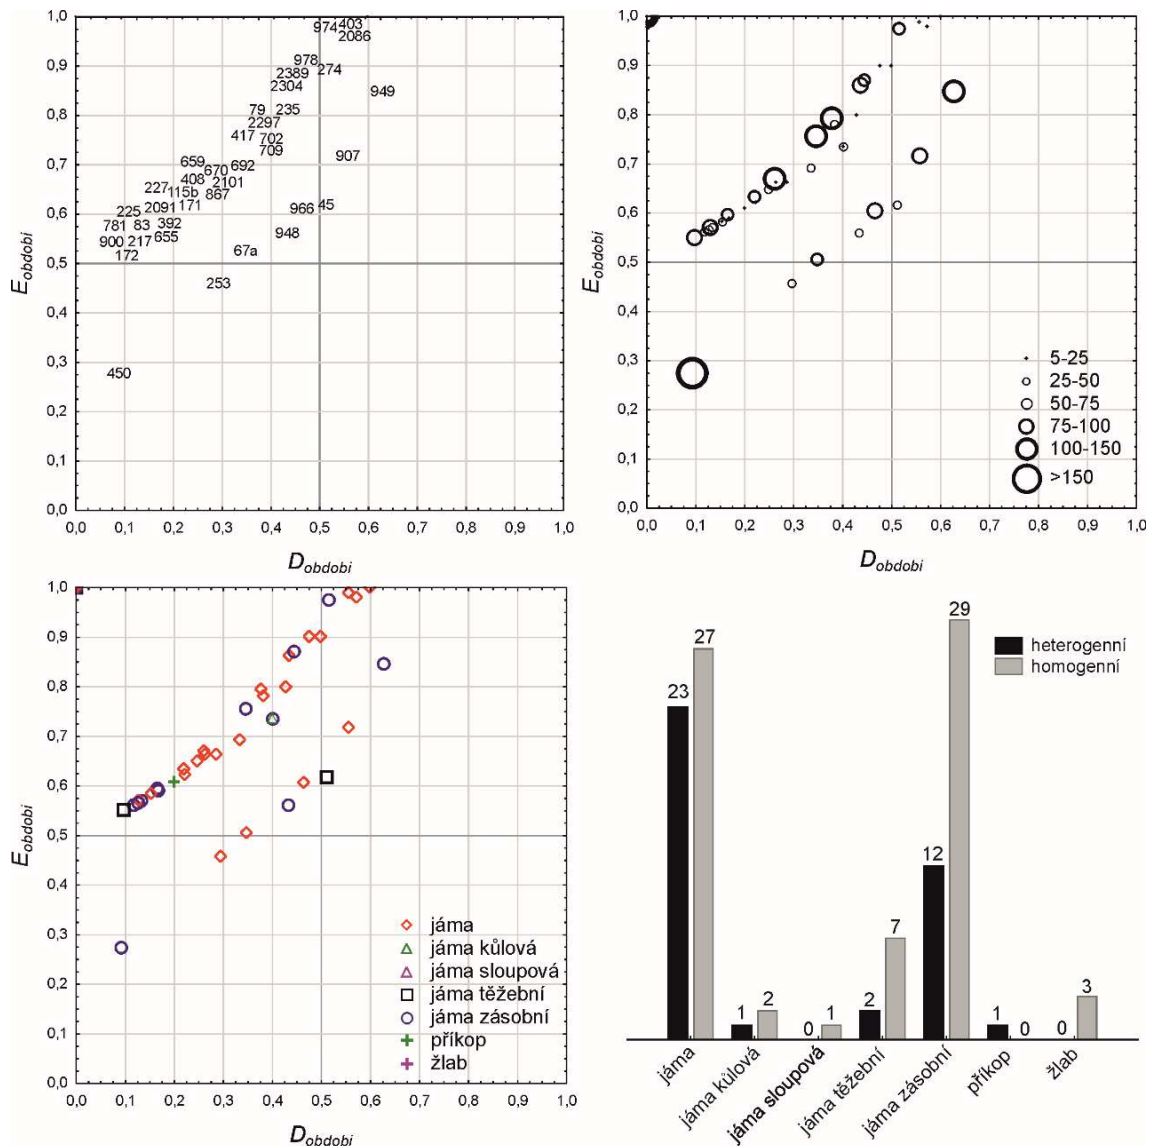 1,0
0,9
0,8
0,7
0,6
0,5
0,4
0,3
0,2
0,1
0,0
E období
974 403
2086
978
2389 274
2304
949
79 235
2297
417 702
709
907
659
670 692
408 2101
227 115b 867
2091 171
225
966 45
781 83 392
900 217 655
948
172
67a
253
450
0,0 0,1 0,2 0,3 0,4 0,5 0,6 0,7 0,8 0,9 1,0
D období
1,0
0,9
0,8
0,7
0,6
0,5
0,4
0,3
0,2
0,1
0,0
E období
5-25
25-50
50-75
75-100
100-150
>150
0,0 0,1 0,2 0,3 0,4 0,5 0,6 0,7 0,8 0,9 1,0
D období
1,0
0,9
0,8
0,7
0,6
0,5
0,4
0,3
0,2
0,1
0,0
E období
jáma
jáma kůlová
jáma sloupová
jáma těžební
jáma zásobní
příkop
žlab
0,0 0,1 0,2 0,3 0,4 0,5 0,6 0,7 0,8 0,9 1,0
D období
heterogenní
homogenní
23 27
1 2
0 1
2 7
12 29
1 0
0 3
jáma
jáma kůlová
jáma sloupová
jáma těžební
jáma zásobní
příkop
žlab